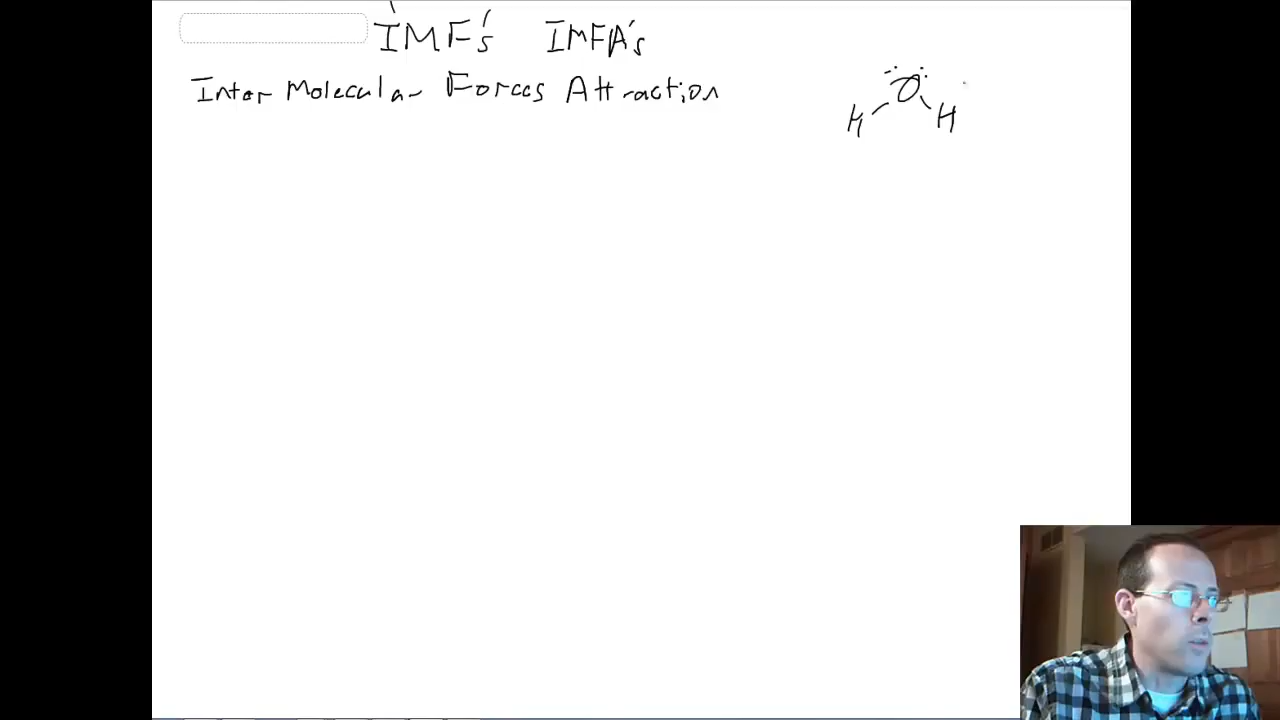 IMF's IMFA's
Inter Molecular Forces Attraction
O
H H